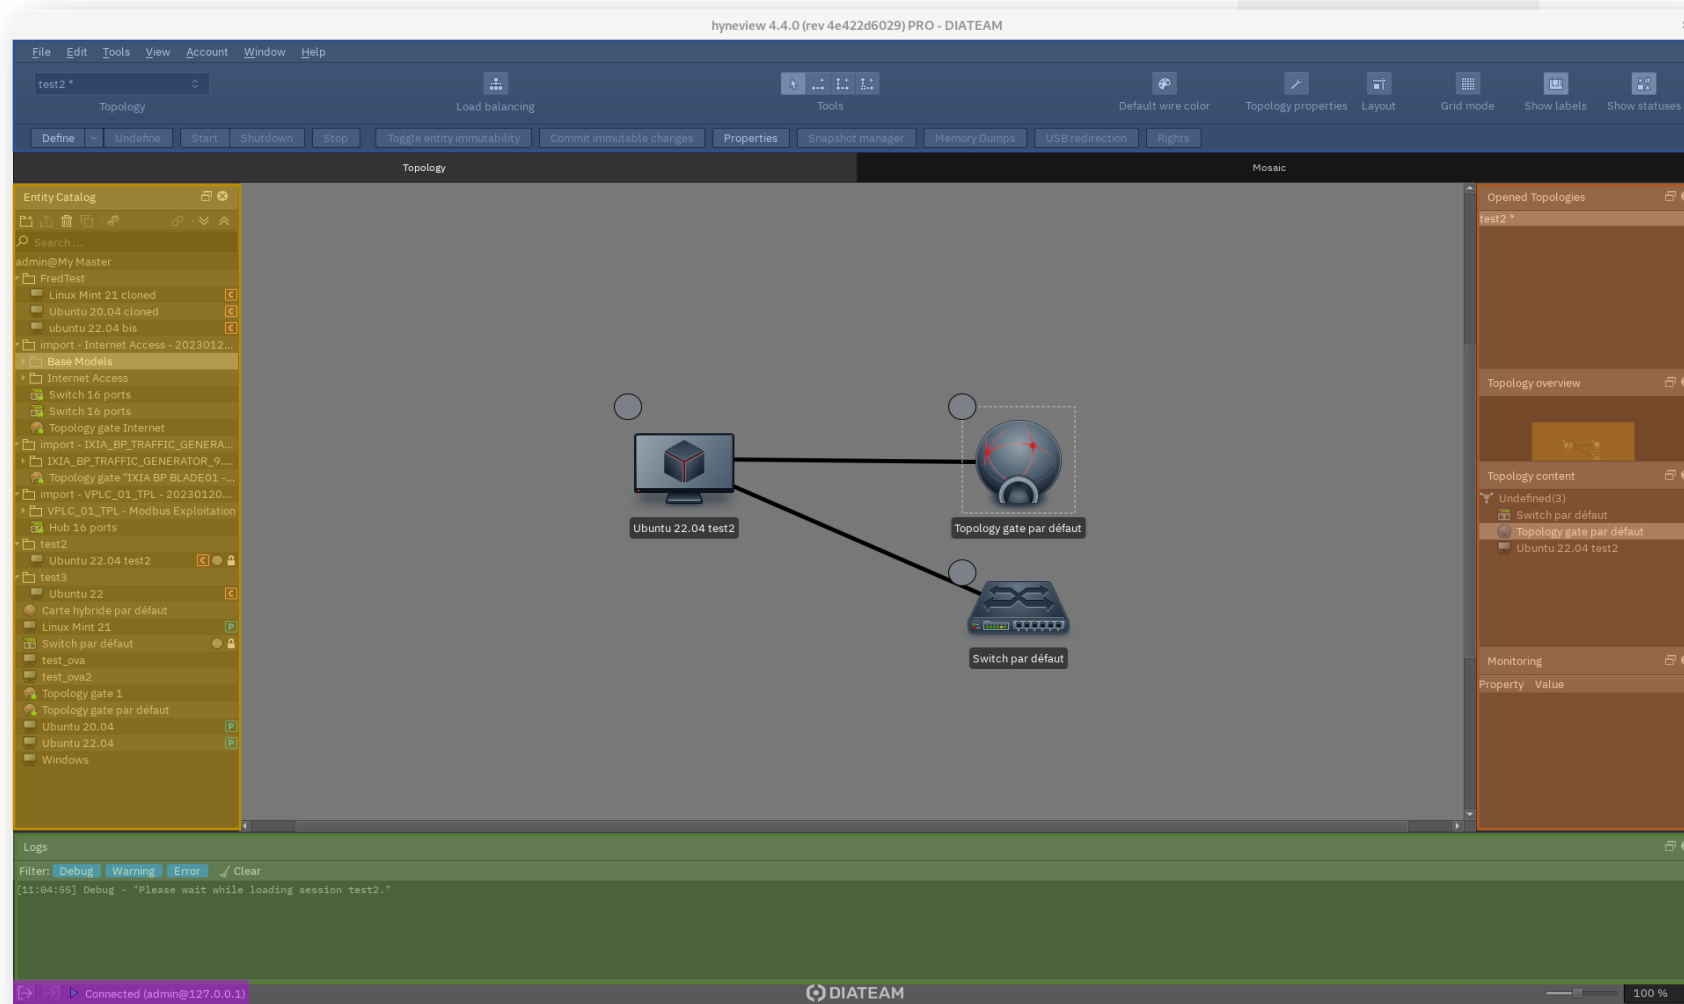 hyneview 4.4.0 (rev 4e422d6029) PRO - DIATEAM
File Edit Tools View Account Window Help
test2 *
Topology Load balancing Tools Default wire color Topology properties Layout Grid mode Show labels Show statuses
Define Undefine Start Shutdown Stop Toggle entity immutability Commit immutable changes Properties Snapshot manager Memory Dumps USB redirection Rights
Topology Mosaic
Entity Catalog
Search ...
admin@My Master
FredTest
Linux Mint 21 cloned C
Ubuntu 20.04 cloned C
ubuntu 22.04 bis C
import - Internet Access - 2023012...
Base Models
Internet Access
Switch 16 ports
Switch 16 ports
Topology gate Internet
import - IXIA_BP_TRAFFIC_GENERA...
IXIA_BP_TRAFFIC_GENERATOR_9....
Topology gate "IXIA BP BLADE01 -...
import - VPLC_01_TPL - 20230120...
VPLC_01_TPL - Modbus Exploitation
Hub 16 ports
test2
Ubuntu 22.04 test2 C
test3
Ubuntu 22 C
Carte hybride par défaut
Linux Mint 21 P
Switch par défaut
test_ova
test_ova2
Topology gate 1
Topology gate par défaut
Ubuntu 20.04 P
Ubuntu 22.04 P
Windows
Ubuntu 22.04 test2
Topology gate par défaut
Switch par défaut
Opened Topologies
test2 *
Topology overview
Topology content
Undefined(3)
Switch par défaut
Topology gate par défaut
Ubuntu 22.04 test2
Monitoring
Property Value
Logs
Filter: Debug Warning Error Clear
[11:04:55] Debug - "Please wait while loading session test2."
Connected (admin@127.0.0.1) DIATEAM 100 %